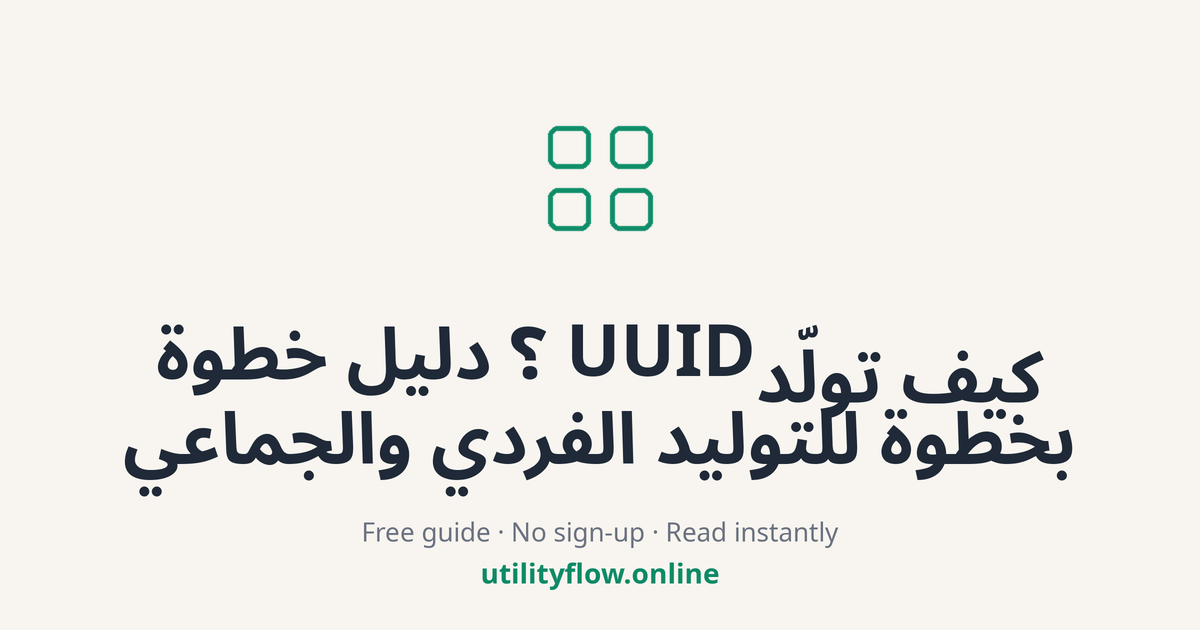 كيف تولّد UUID ؟ دليل خطوة
بخطوة للتوليد الفردي والجماعي
Free guide · No sign-up · Read instantly
utilityflow.online